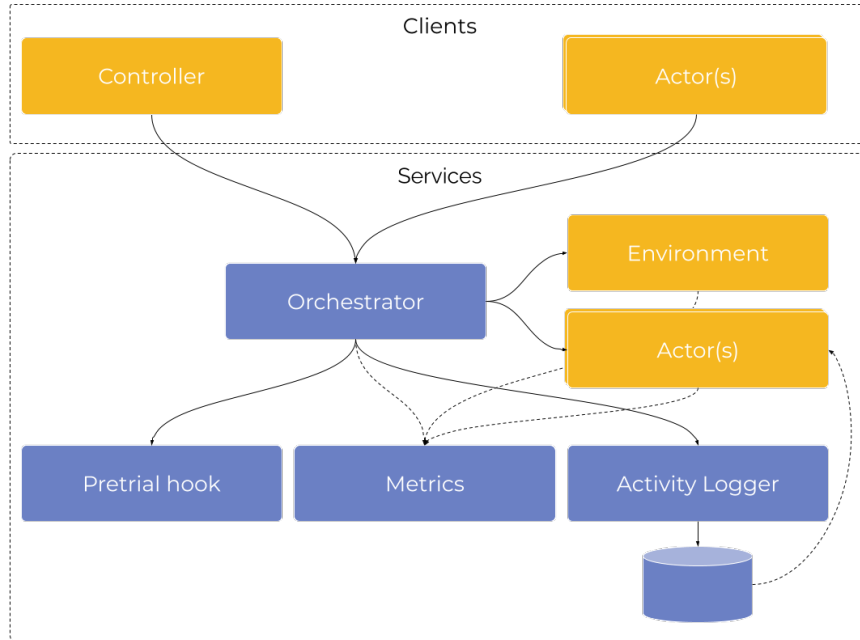 Clients
Controller
Actor(s)
Services
Environment
Orchestrator
Actor(s)
Pretrial hook
Metrics
Activity Logger